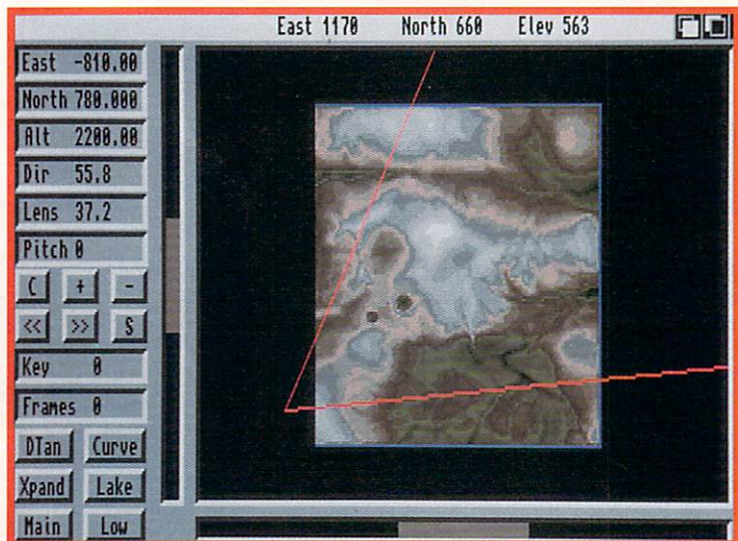 East 1170 North 660 Elev 563
East -810.00
North 780.000
Alt 2200.00
Dir 55.8
Lens 37.2
Pitch 0
C + -
<< >> S
Key 0
Frames 0
DTan Curve
Xpand Lake
Main Low